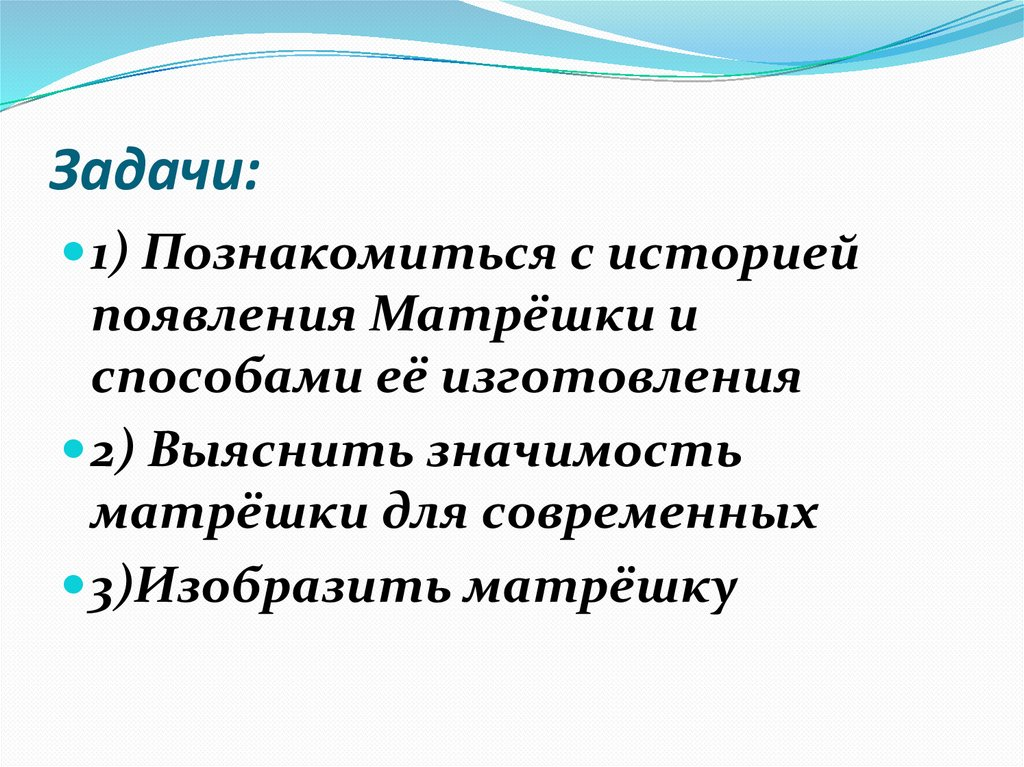 Задачи:
1) Познакомиться с историей
появления Матрёшки и
способами её изготовления
2) Выяснить значимость
матрёшки для современных
3)Изобразить матрёшку